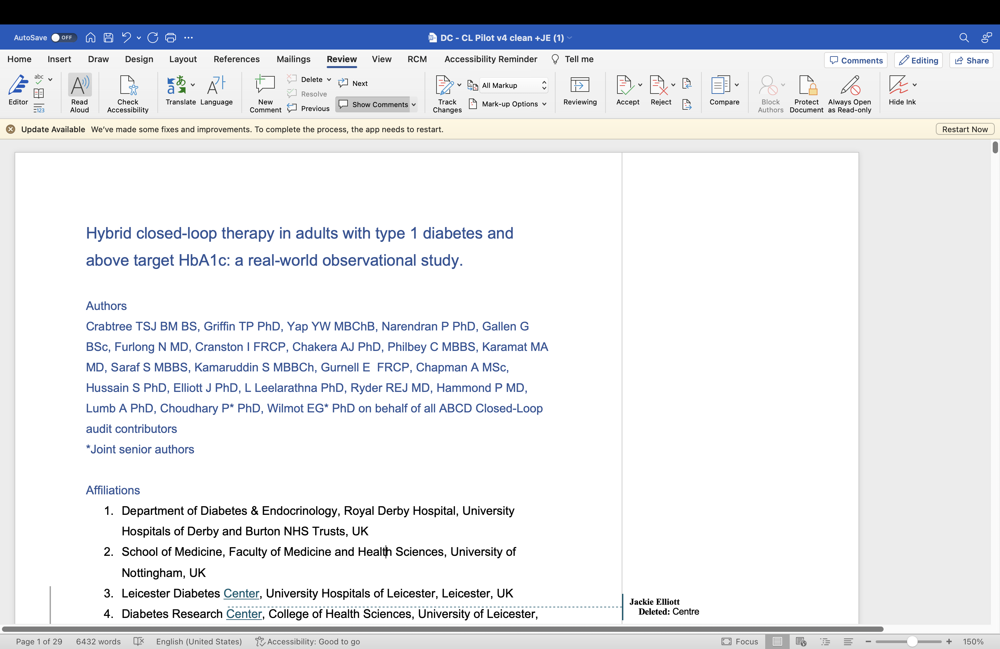 AutoSave OFF DC - CL Pilot v4 clean +JE (1)
Home Insert Draw Design Layout References Mailings Review View RCM Accessibility Reminder Tell me Comments Editing Share
Editor
abc
123
Read Aloud
Check Accessibility
Translate
Language
New Comment
Delete
Resolve
Previous
Next
Show Comments
Track Changes
All Markup
Mark-up Options
Reviewing
Accept
Reject
Compare
Block Authors
Protect Document
Always Open as Read-only
Hide Ink
Update Available We've made some fixes and improvements. To complete the process, the app needs to restart. Restart Now
Hybrid closed-loop therapy in adults with type 1 diabetes and
above target HbA1c: a real-world observational study.
Authors
Crabtree TSJ BM BS, Griffin TP PhD, Yap YW MBChB, Narendran P PhD, Gallen G
BSc, Furlong N MD, Cranston I FRCP, Chakera AJ PhD, Philbey C MBBS, Karamat MA
MD, Saraf S MBBS, Kamaruddin S MBBCh, Gurnell E FRCP, Chapman A MSc,
Hussain S PhD, Elliott J PhD, L Leelarathna PhD, Ryder REJ MD, Hammond P MD,
Lumb A PhD, Choudhary P* PhD, Wilmot EG* PhD on behalf of all ABCD Closed-Loop
audit contributors
*Joint senior authors
Affiliations
1. Department of Diabetes & Endocrinology, Royal Derby Hospital, University
Hospitals of Derby and Burton NHS Trusts, UK
2. School of Medicine, Faculty of Medicine and Health Sciences, University of
Nottingham, UK
3. Leicester Diabetes Center, University Hospitals of Leicester, Leicester, UK
4. Diabetes Research Center, College of Health Sciences, University of Leicester,
Jackie Elliott
Deleted: Centre
Page 1 of 29 6432 words English (United States) Accessibility: Good to go Focus 150%